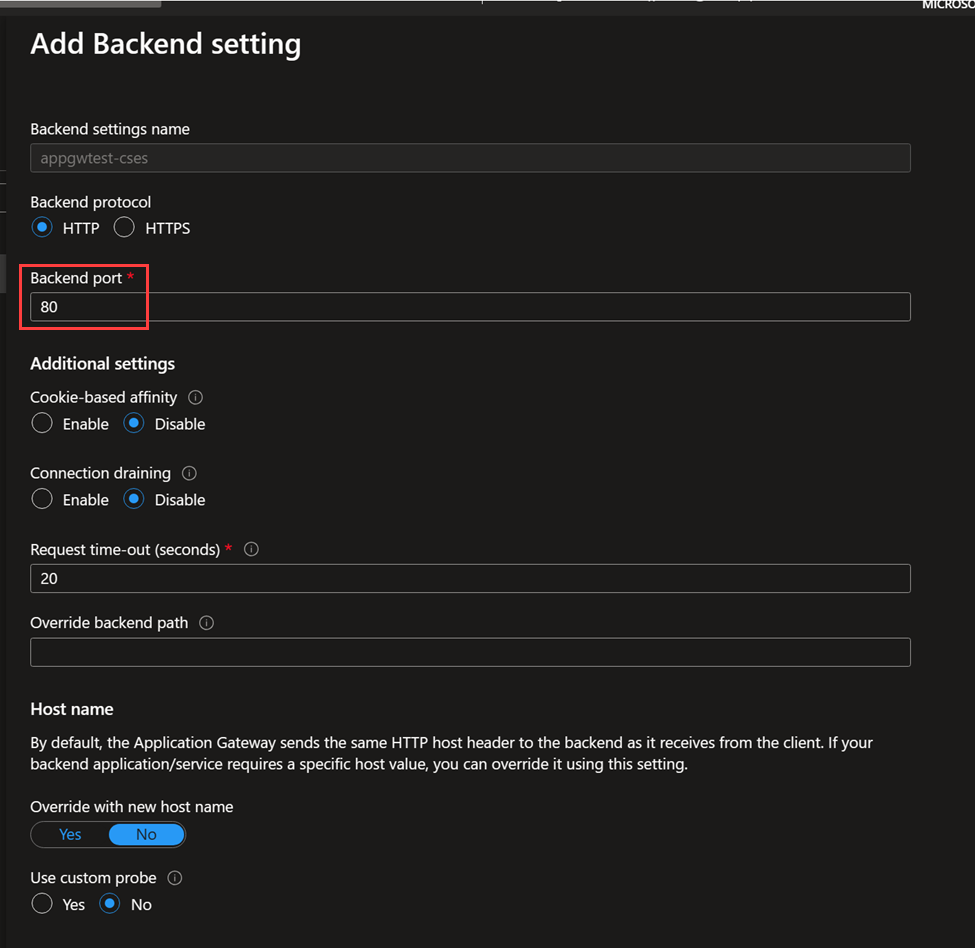 MICROSO
Add Backend setting
Backend settings name
appgwtest-cses
Backend protocol
HTTP HTTPS
Backend port *
80
Additional settings
Cookie-based affinity
Enable Disable
Connection draining
Enable Disable
Request time-out (seconds) *
20
Override backend path
Host name
By default, the Application Gateway sends the same HTTP host header to the backend as it receives from the client. If your
backend application/service requires a specific host value, you can override it using this setting.
Override with new host name
Yes No
Use custom probe
Yes No